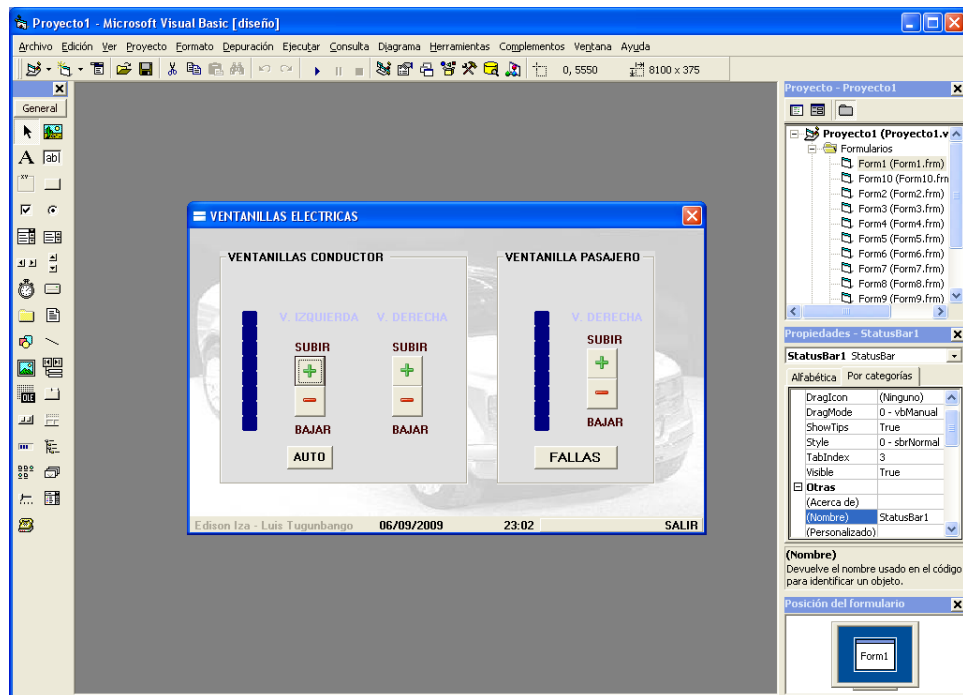 Proyecto1 - Microsoft Visual Basic [diseño]
Archivo Edición Ver Proyecto Formato Depuración Ejecutar Consulta Diagrama Herramientas Complementos Ventana Ayuda
0, 5550 8100 x 375
General
A ab|
OLE
VENTANILLAS ELECTRICAS
VENTANILLAS CONDUCTOR
V. IZQUIERDA V. DERECHA
SUBIR SUBIR
+ +
- -
BAJAR BAJAR
AUTO
VENTANILLA PASAJERO
V. DERECHA
SUBIR
+
-
BAJAR
FALLAS
Edison Iza - Luis Tugunbango 06/09/2009 23:02 SALIR
Proyecto - Proyecto1
Proyecto1 (Proyecto1.v
Formularios
Form1 (Form1.frm)
Form10 (Form10.frn
Form2 (Form2.frm)
Form3 (Form3.frm)
Form4 (Form4.frm)
Form5 (Form5.frm)
Form6 (Form6.frm)
Form7 (Form7.frm)
Form8 (Form8.frm)
Form9 (Form9.frm)
Propiedades - StatusBar1
StatusBar1 StatusBar
Alfabética Por categorías
DragIcon (Ninguno)
DragMode 0 - vbManual
ShowTips True
Style 0 - sbrNormal
TabIndex 3
Visible True
Otras
(Acerca de)
(Nombre) StatusBar1
(Personalizado)
(Nombre)
Devuelve el nombre usado en el código
para identificar un objeto.
Posición del formulario
Form1